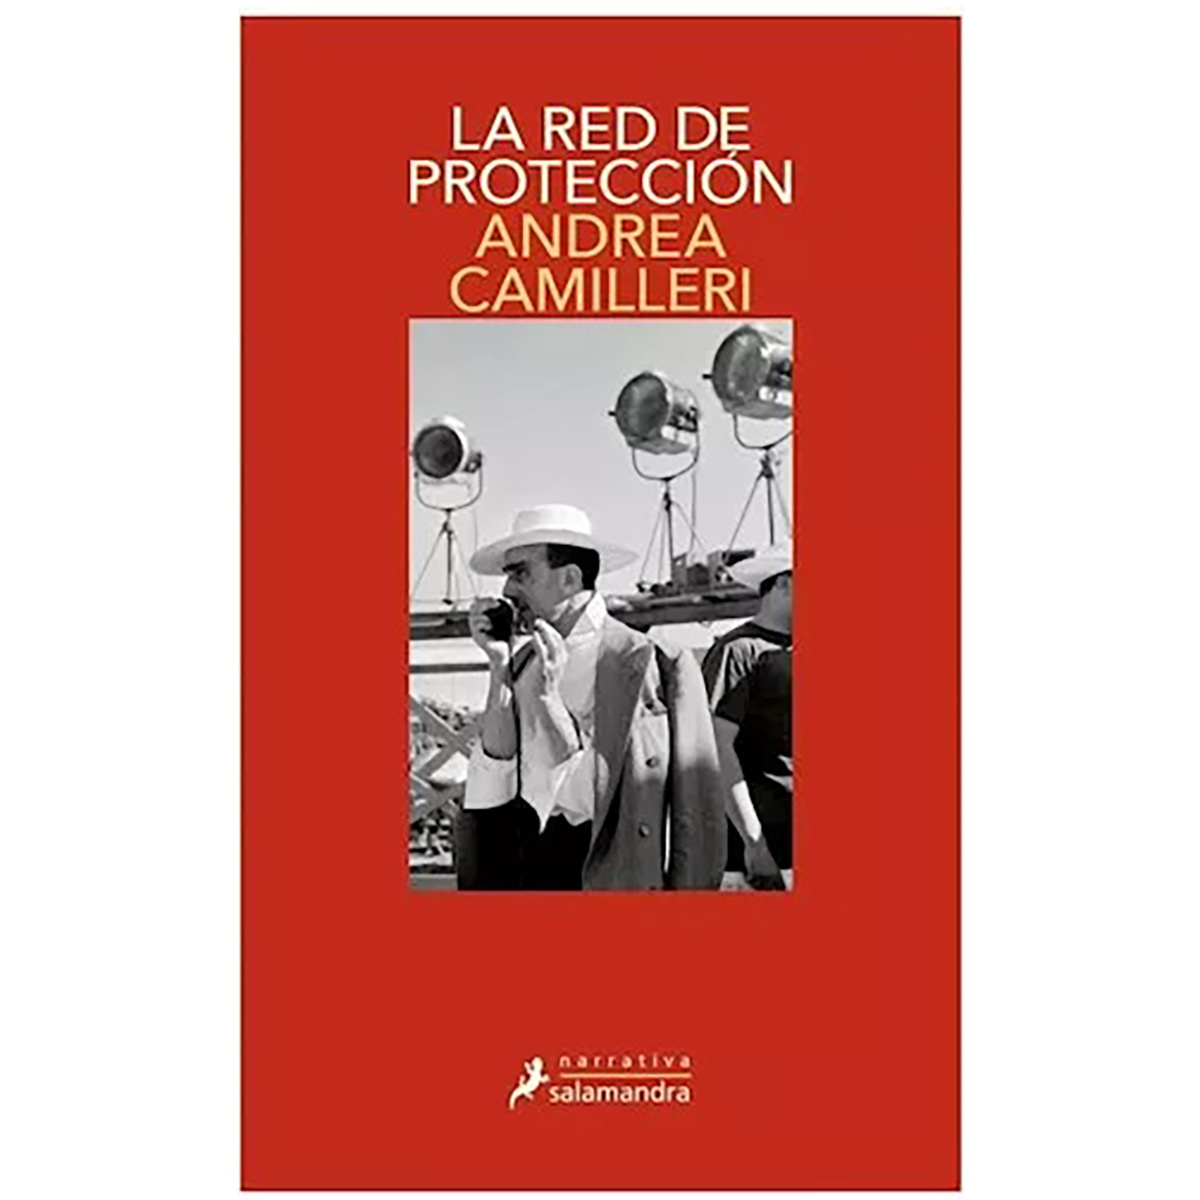 LA RED DE
PROTECCIÓN
ANDREA
CAMILLERI
narrativa
salamandra